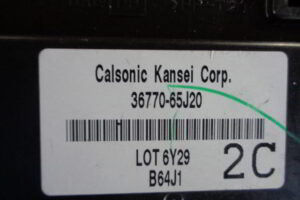 Calsonic Kansei Corp.
36770-65J20
LOT 6Y29
B64J1
2C